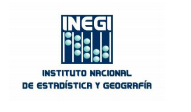 INEGI
INSTITUTO NACIONAL
DE ESTADÍSTICA Y GEOGRAFÍA